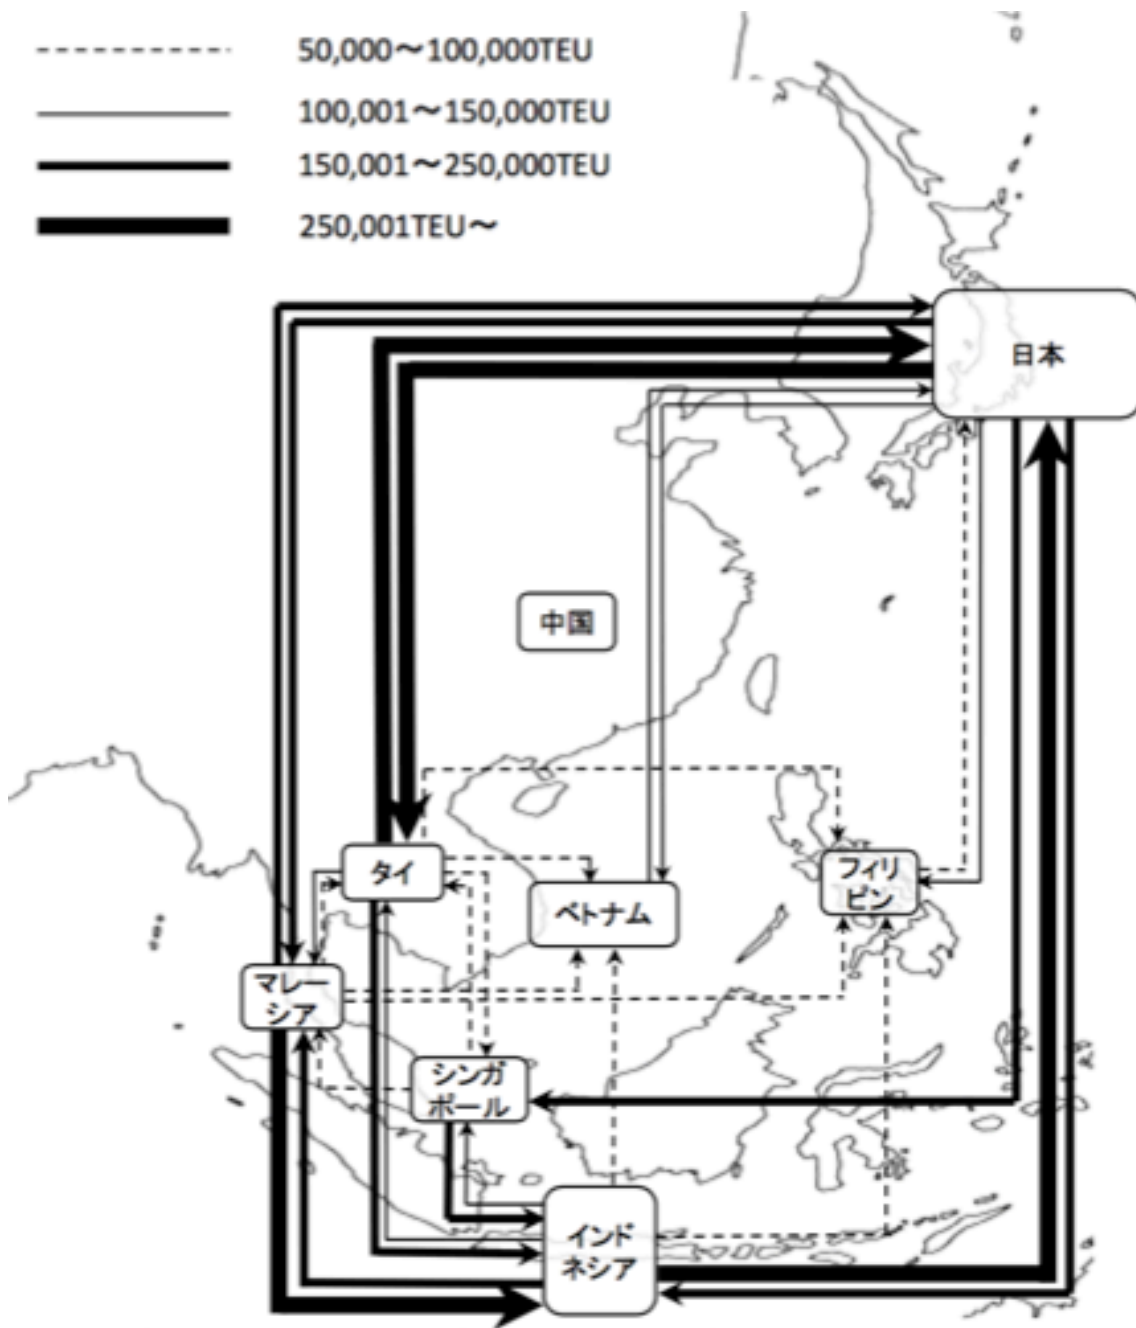 50,000～100,000TEU
100,001～150,000TEU
150,001～250,000TEU
250,001TEU～
日本
中国
タイ
ベトナム
フィリ
ピン
マレー
シア
シンガ
ポール
インド
ネシア